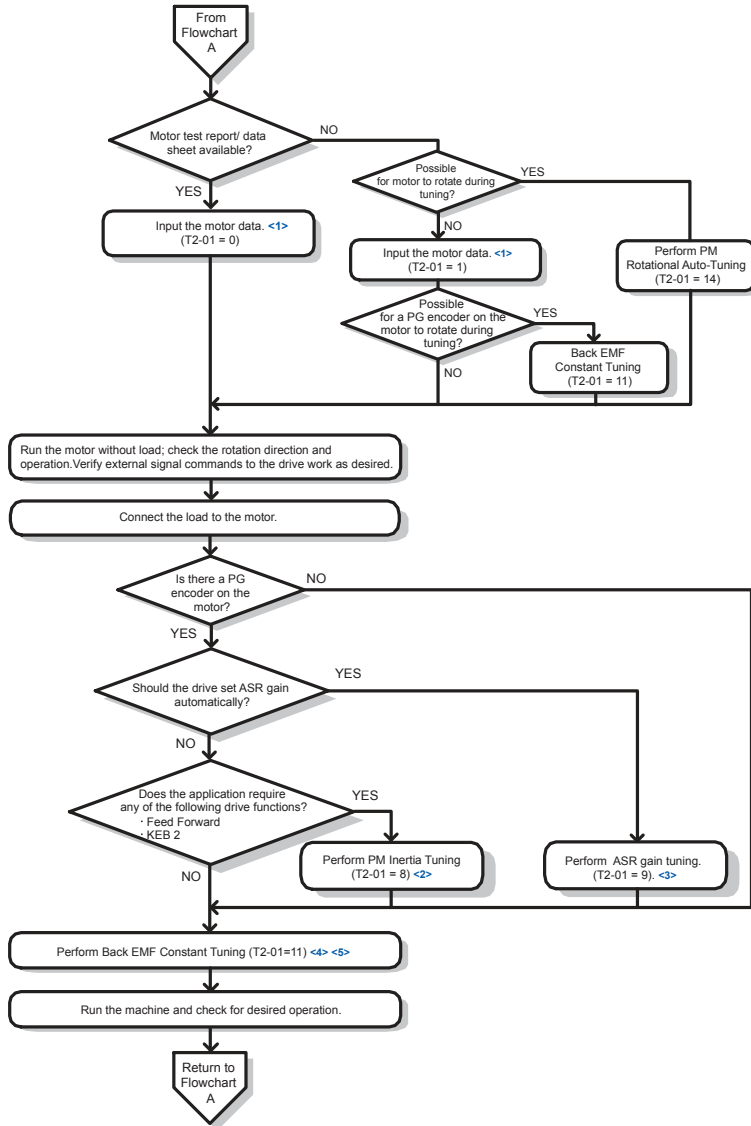 From
Flowchart
A
Motor test report/ data
sheet available?
NO
YES
Possible
for motor to rotate during
tuning?
YES
NO
Input the motor data. <1>
(T2-01 = 0)
Input the motor data. <1>
(T2-01 = 1)
Perform PM
Rotational Auto-Tuning
(T2-01 = 14)
Possible
for a PG encoder on the
motor to rotate during
tuning?
YES
NO
Back EMF
Constant Tuning
(T2-01 = 11)
Run the motor without load; check the rotation direction and
operation.Verify external signal commands to the drive work as desired.
Connect the load to the motor.
Is there a PG
encoder on the
motor?
NO
YES
Should the drive set ASR gain
automatically?
YES
NO
Does the application require
any of the following drive functions?
· Feed Forward
· KEB 2
YES
NO
Perform PM Inertia Tuning
(T2-01 = 8) <2>
Perform ASR gain tuning.
(T2-01 = 9). <3>
Perform Back EMF Constant Tuning (T2-01=11) <4> <5>
Run the machine and check for desired operation.
Return to
Flowchart
A